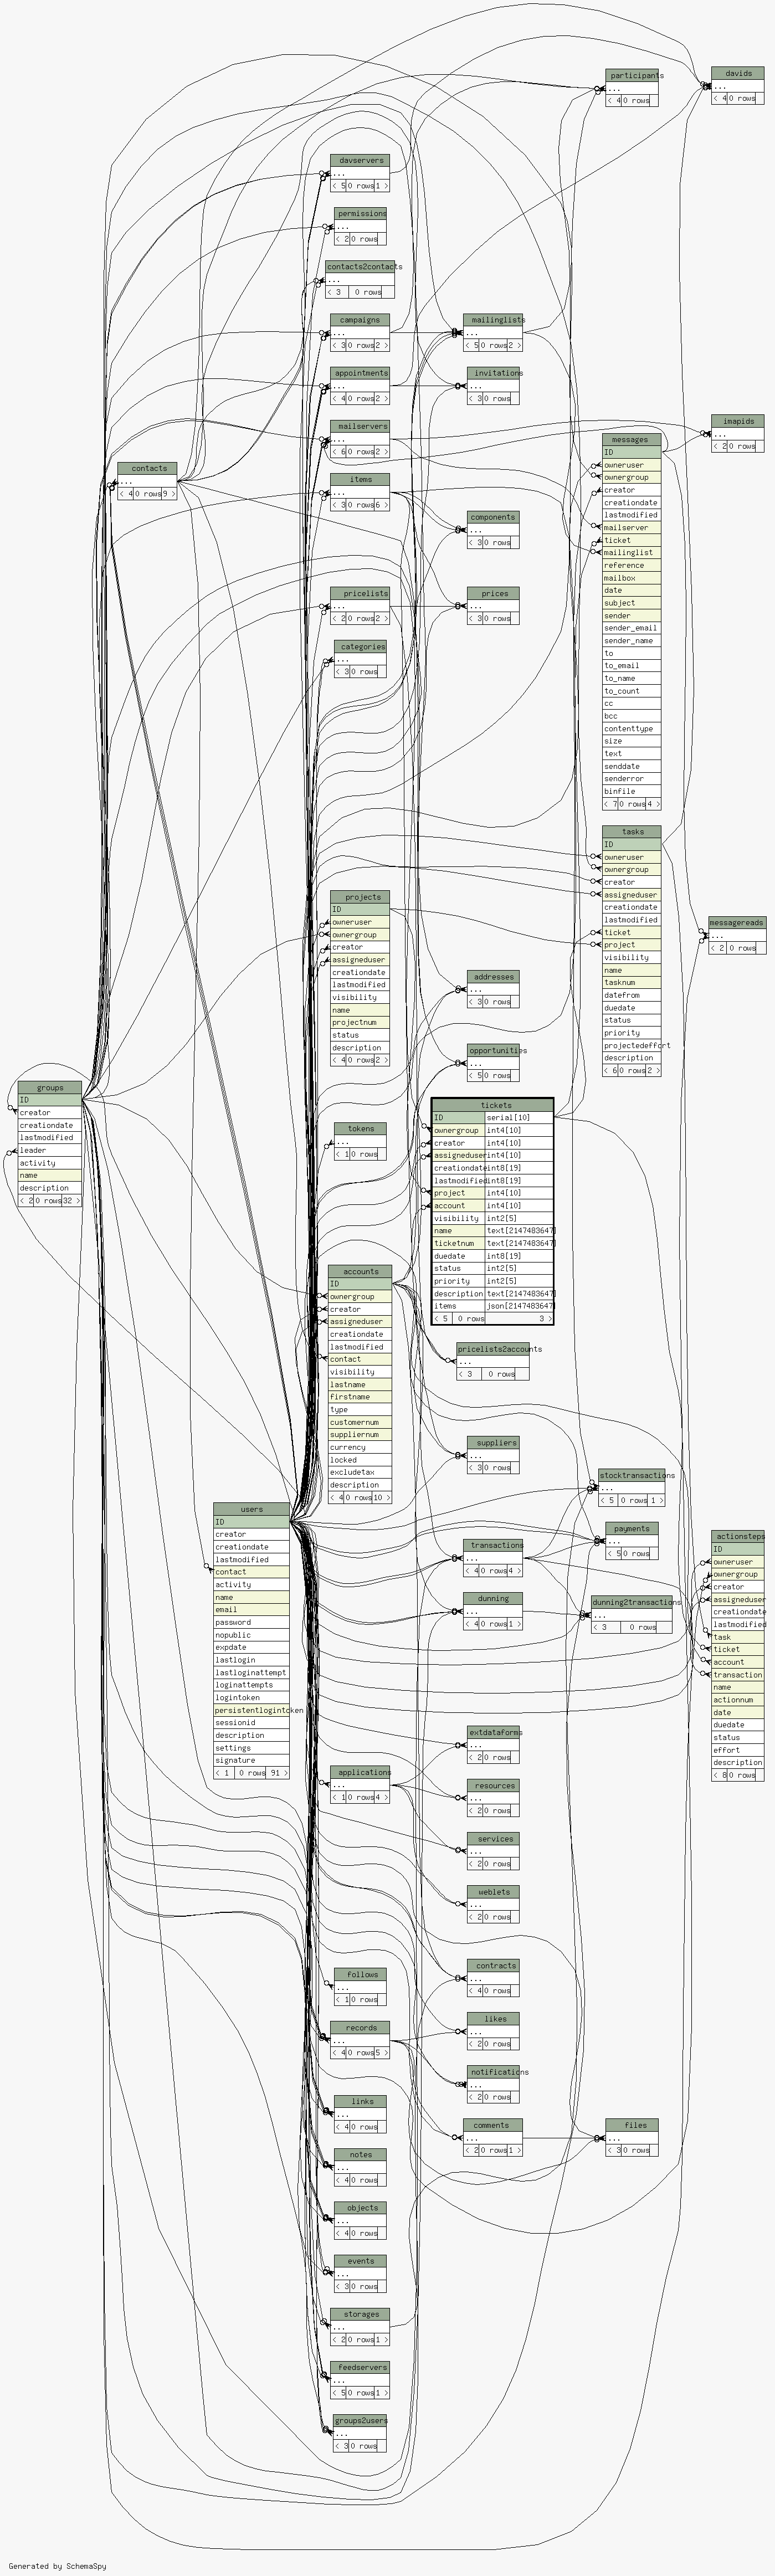 participants
...
< 4 0 rows
davids
...
< 4 0 rows
davservers
...
< 5 0 rows 1 >
permissions
...
< 2 0 rows
contacts2contacts
...
< 3 0 rows
campaigns
...
< 3 0 rows 2 >
mailinglists
...
< 5 0 rows 2 >
appointments
...
< 4 0 rows 2 >
invitations
...
< 3 0 rows
mailservers
...
< 6 0 rows 2 >
imapids
...
< 2 0 rows
contacts
...
< 4 0 rows 9 >
items
...
< 3 0 rows 6 >
components
...
< 3 0 rows
pricelists
...
< 2 0 rows 2 >
prices
...
< 3 0 rows
categories
...
< 3 0 rows
messages
ID
owneruser
ownergroup
creator
creationdate
lastmodified
mailserver
ticket
mailinglist
reference
mailbox
date
subject
sender
sender_email
sender_name
to
to_email
to_name
to_count
cc
bcc
contenttype
size
text
senddate
senderror
binfile
< 7 0 rows 4 >
tasks
ID
owneruser
ownergroup
creator
assigneduser
creationdate
lastmodified
ticket
project
visibility
name
tasknum
datefrom
duedate
status
priority
projectedeffort
description
< 6 0 rows 2 >
projects
ID
owneruser
ownergroup
creator
assigneduser
creationdate
lastmodified
visibility
name
projectnum
status
description
< 4 0 rows 2 >
messagereads
...
< 2 0 rows
addresses
...
< 3 0 rows
opportunities
...
< 5 0 rows
groups
ID
creator
creationdate
lastmodified
leader
activity
name
description
< 2 0 rows 32 >
tokens
...
< 1 0 rows
tickets
ID serial[10]
ownergroup int4[10]
creator int4[10]
assigneduser int4[10]
creationdate int8[19]
lastmodified int8[19]
project int4[10]
account int4[10]
visibility int2[5]
name text[2147483647]
ticketnum text[2147483647]
duedate int8[19]
status int2[5]
priority int2[5]
description text[2147483647]
items json[2147483647]
< 5 0 rows 3 >
accounts
ID
ownergroup
creator
assigneduser
creationdate
lastmodified
contact
visibility
lastname
firstname
type
customernum
suppliernum
currency
locked
excludetax
description
< 4 0 rows 10 >
pricelists2accounts
...
< 3 0 rows
suppliers
...
< 3 0 rows
stocktransactions
...
< 5 0 rows 1 >
users
ID
creator
creationdate
lastmodified
contact
activity
name
email
password
nopublic
expdate
lastlogin
lastloginattempt
loginattempts
logintoken
persistentlogintoken
sessionid
description
settings
signature
< 1 0 rows 91 >
payments
...
< 5 0 rows
transactions
...
< 4 0 rows 4 >
dunning
...
< 4 0 rows 1 >
dunning2transactions
...
< 3 0 rows
actionsteps
ID
owneruser
ownergroup
creator
assigneduser
creationdate
lastmodified
task
ticket
account
transaction
name
actionnum
date
duedate
status
effort
description
< 8 0 rows
extdataforms
...
< 2 0 rows
applications
...
< 1 0 rows 4 >
resources
...
< 2 0 rows
services
...
< 2 0 rows
weblets
...
< 2 0 rows
contracts
...
< 4 0 rows
follows
...
< 1 0 rows
likes
...
< 2 0 rows
records
...
< 4 0 rows 5 >
notifications
...
< 2 0 rows
links
...
< 4 0 rows
comments
...
< 2 0 rows 1 >
files
...
< 3 0 rows
notes
...
< 4 0 rows
objects
...
< 4 0 rows
events
...
< 3 0 rows
storages
...
< 2 0 rows 1 >
feedservers
...
< 5 0 rows 1 >
groups2users
...
< 3 0 rows
Generated by SchemaSpy